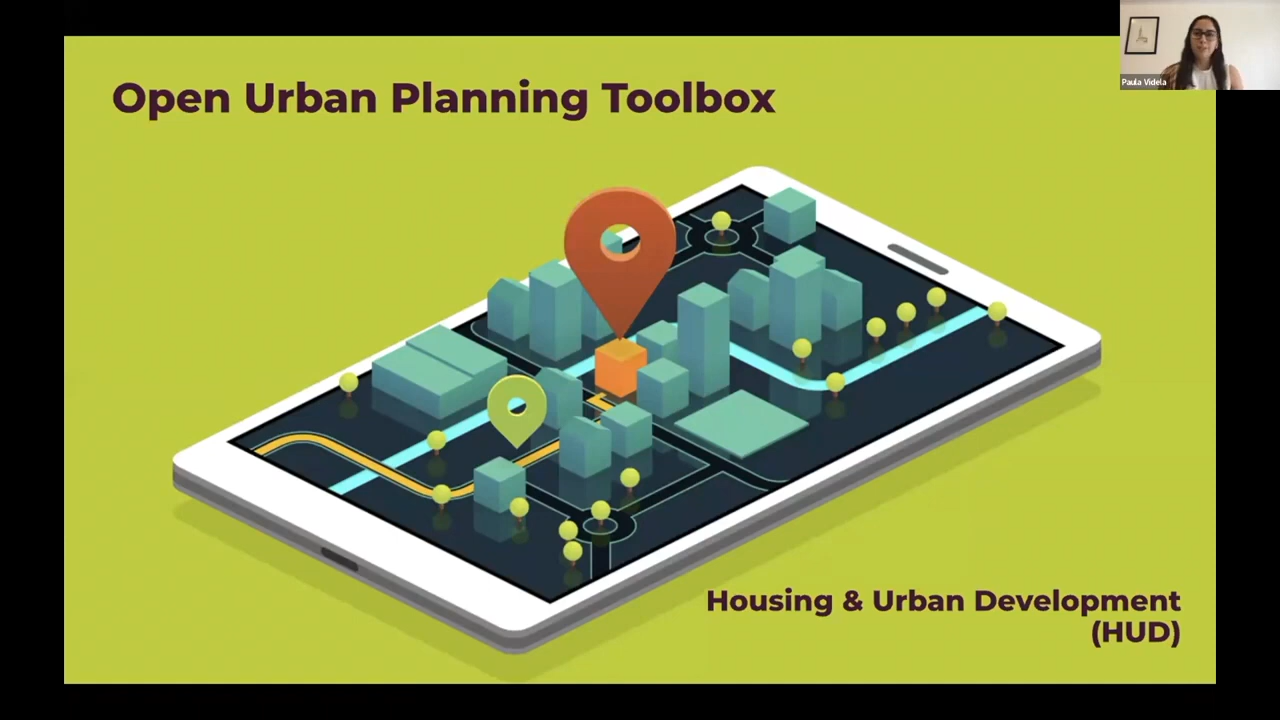 Open Urban Planning Toolbox
Paula Videla
Housing & Urban Development
(HUD)